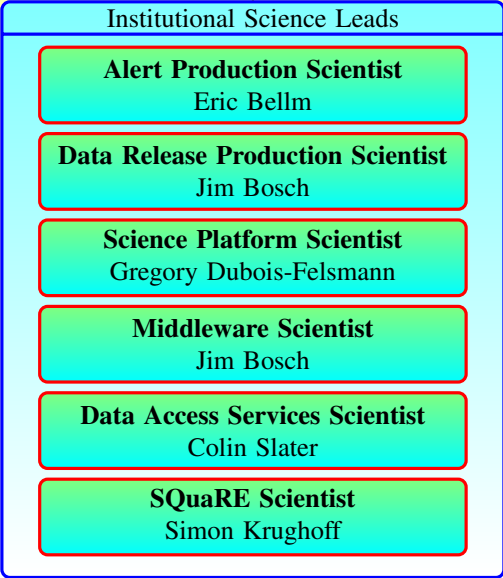 Institutional Science Leads
Alert Production Scientist
Eric Bellm
Data Release Production Scientist
Jim Bosch
Science Platform Scientist
Gregory Dubois-Felsmann
Middleware Scientist
Jim Bosch
Data Access Services Scientist
Colin Slater
SQuaRE Scientist
Simon Krughoff